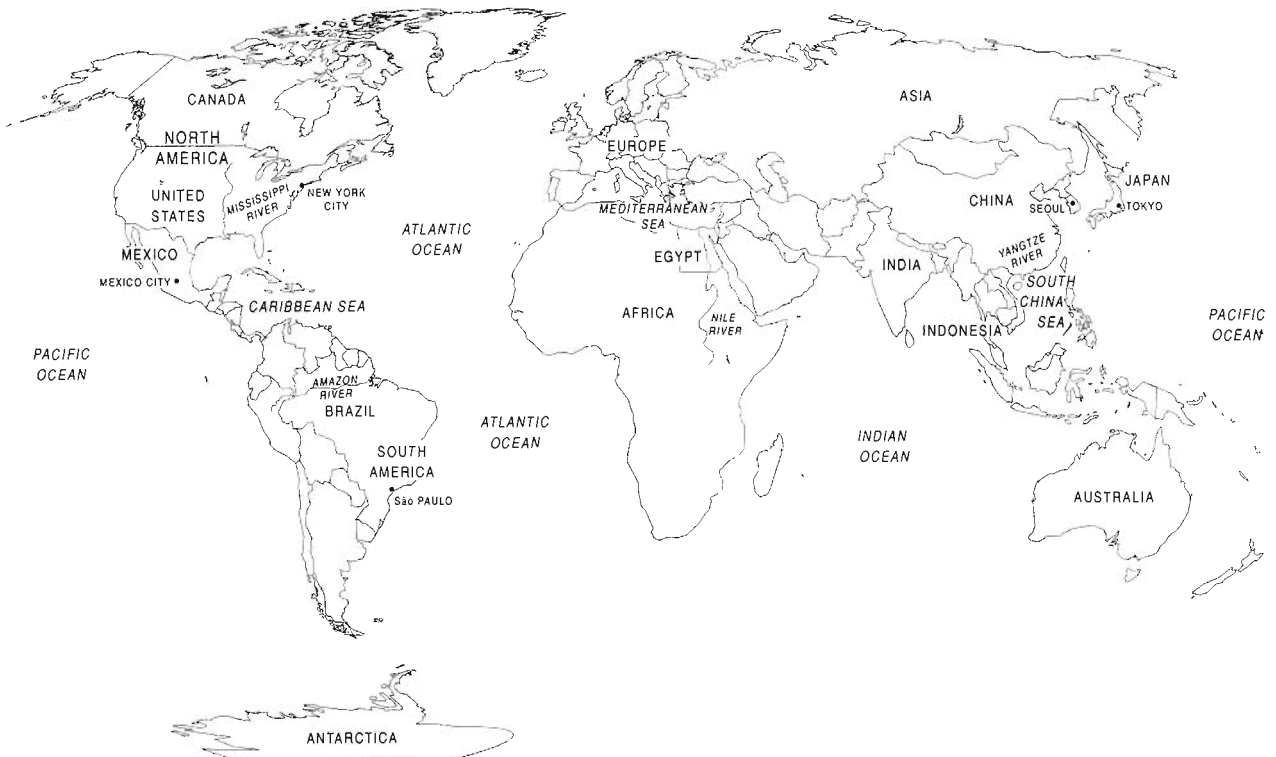 CANADA
ASIA
NORTH
AMERICA
EUROPE
UNITED
STATES
MISSISSIPPI
RIVER
NEW YORK
CITY
CHINA
JAPAN
SEOUL
TOKYO
MEDITERRANEAN
SEA
ATLANTIC
OCEAN
MEXICO
MEXICO CITY
EGYPT
INDIA
YANGTZE
RIVER
SOUTH
CHINA
SEA
CARIBBEAN SEA
AFRICA
NILE
RIVER
INDONESIA
PACIFIC
OCEAN
PACIFIC
OCEAN
AMAZON
RIVER
BRAZIL
ATLANTIC
OCEAN
INDIAN
OCEAN
SOUTH
AMERICA
São PAULO
AUSTRALIA
ANTARCTICA